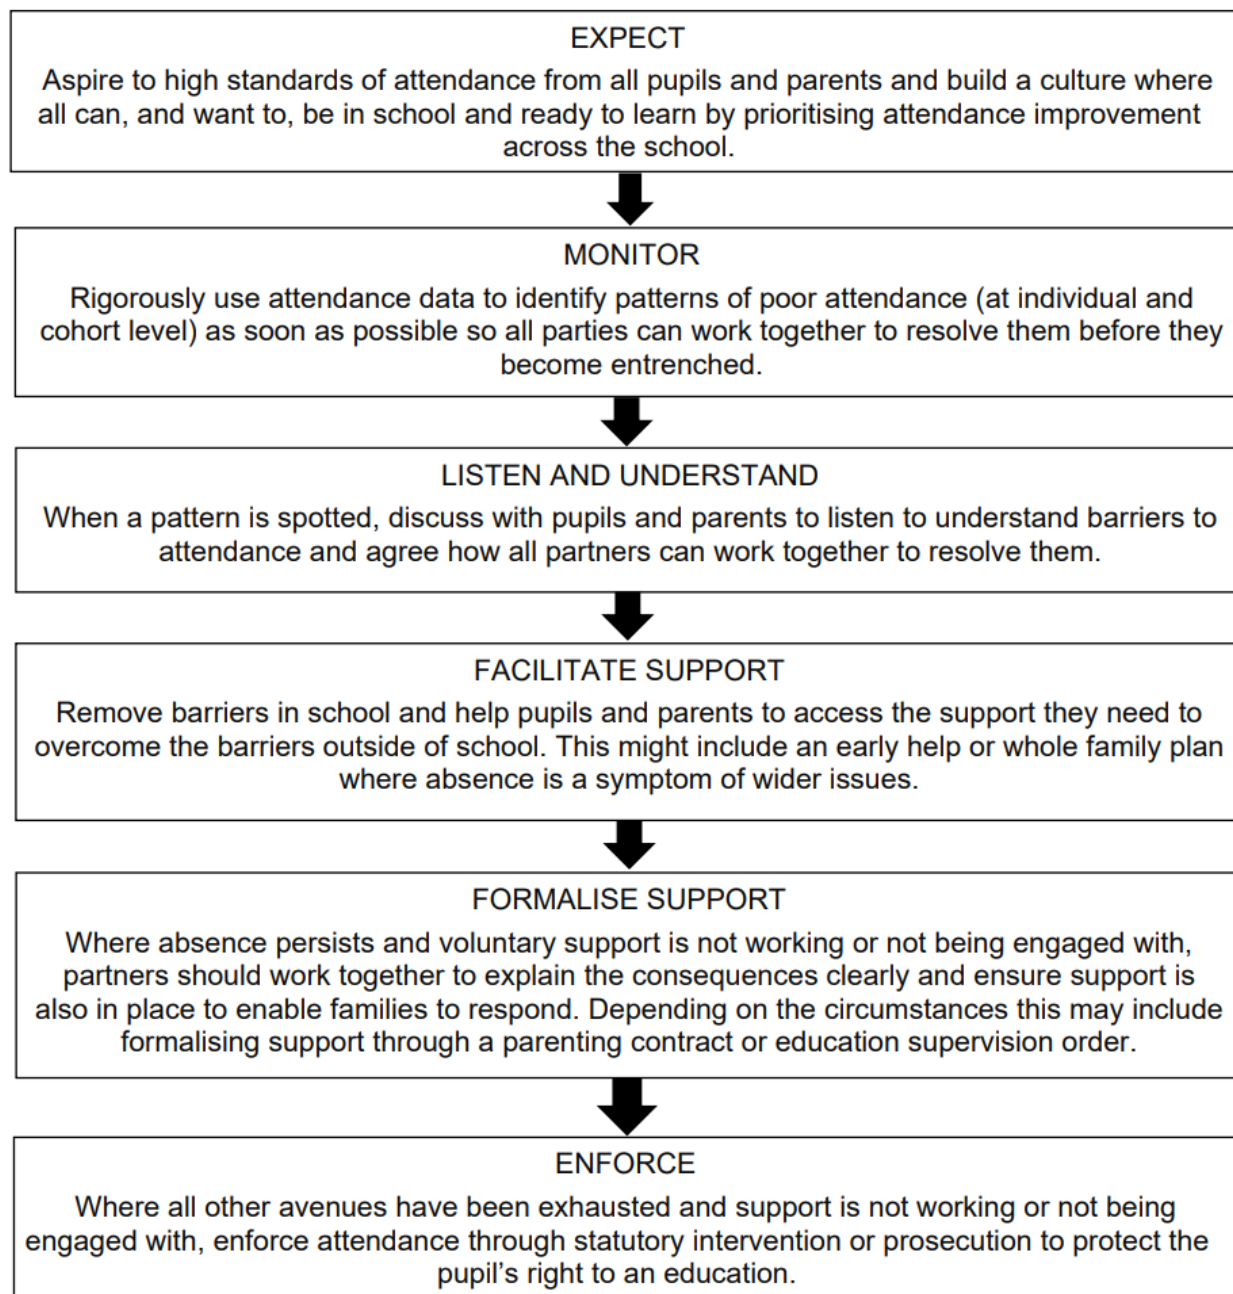 EXPECT
Aspire to high standards of attendance from all pupils and parents and build a culture where
all can, and want to, be in school and ready to learn by prioritising attendance improvement
across the school.
MONITOR
Rigorously use attendance data to identify patterns of poor attendance (at individual and
cohort level) as soon as possible so all parties can work together to resolve them before they
become entrenched.
LISTEN AND UNDERSTAND
When a pattern is spotted, discuss with pupils and parents to listen to understand barriers to
attendance and agree how all partners can work together to resolve them.
FACILITATE SUPPORT
Remove barriers in school and help pupils and parents to access the support they need to
overcome the barriers outside of school. This might include an early help or whole family plan
where absence is a symptom of wider issues.
FORMALISE SUPPORT
Where absence persists and voluntary support is not working or not being engaged with,
partners should work together to explain the consequences clearly and ensure support is
also in place to enable families to respond. Depending on the circumstances this may include
formalising support through a parenting contract or education supervision order.
ENFORCE
Where all other avenues have been exhausted and support is not working or not being
engaged with, enforce attendance through statutory intervention or prosecution to protect the
pupil’s right to an education.